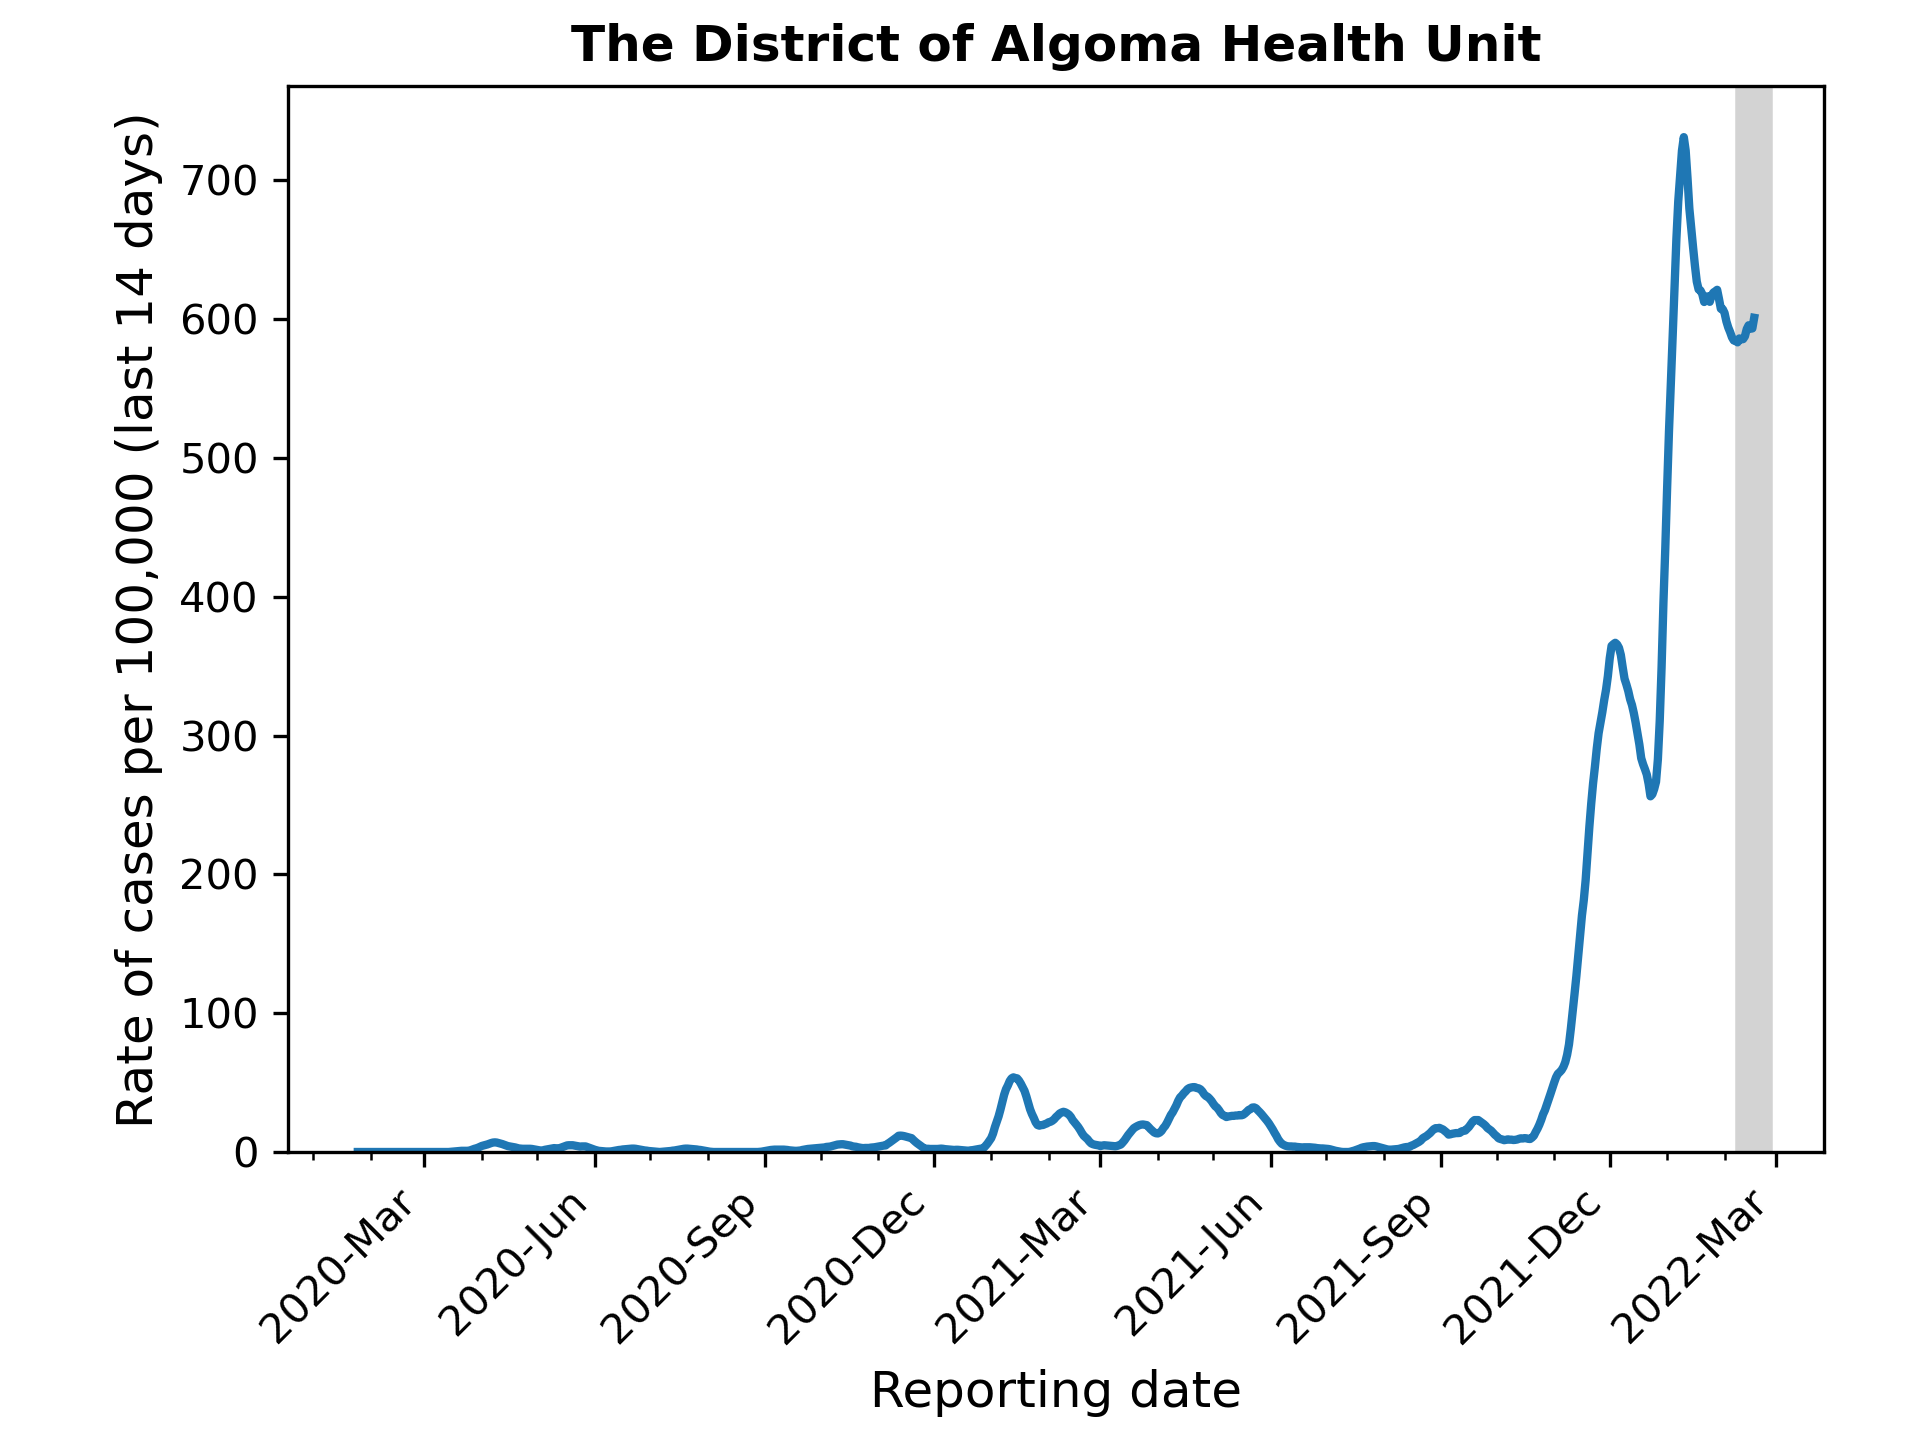 The District of Algoma Health Unit
Rate of cases per 100,000 (last 14 days)
700
600
500
400
300
200
100
0
2020-Mar
2020-Jun
2020-Sep
2020-Dec
2021-Mar
2021-Jun
2021-Sep
2021-Dec
2022-Mar
Reporting date